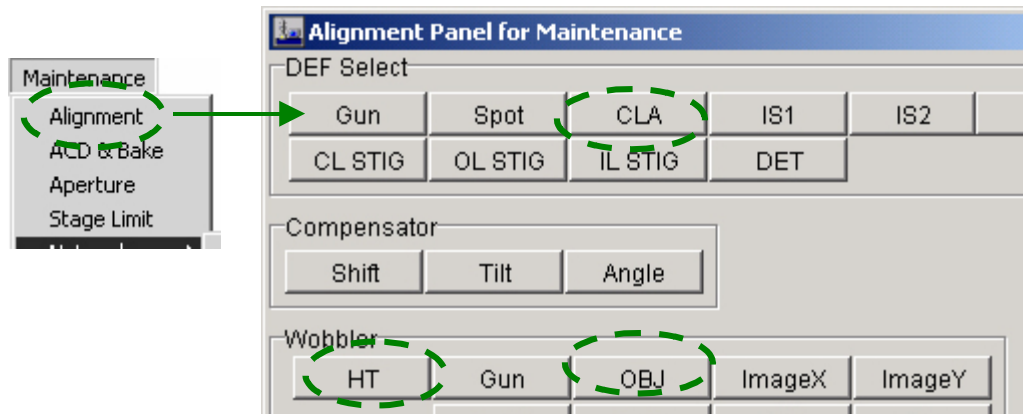 Alignment Panel for Maintenance
Maintenance
DEF Select
Alignment
Gun Spot CLA IS1 IS2
ACD & Bake
CL STIG OL STIG IL STIG DET
Aperture
Stage Limit
Compensator
Shift Tilt Angle
Wobbler
HT Gun OBJ ImageX ImageY